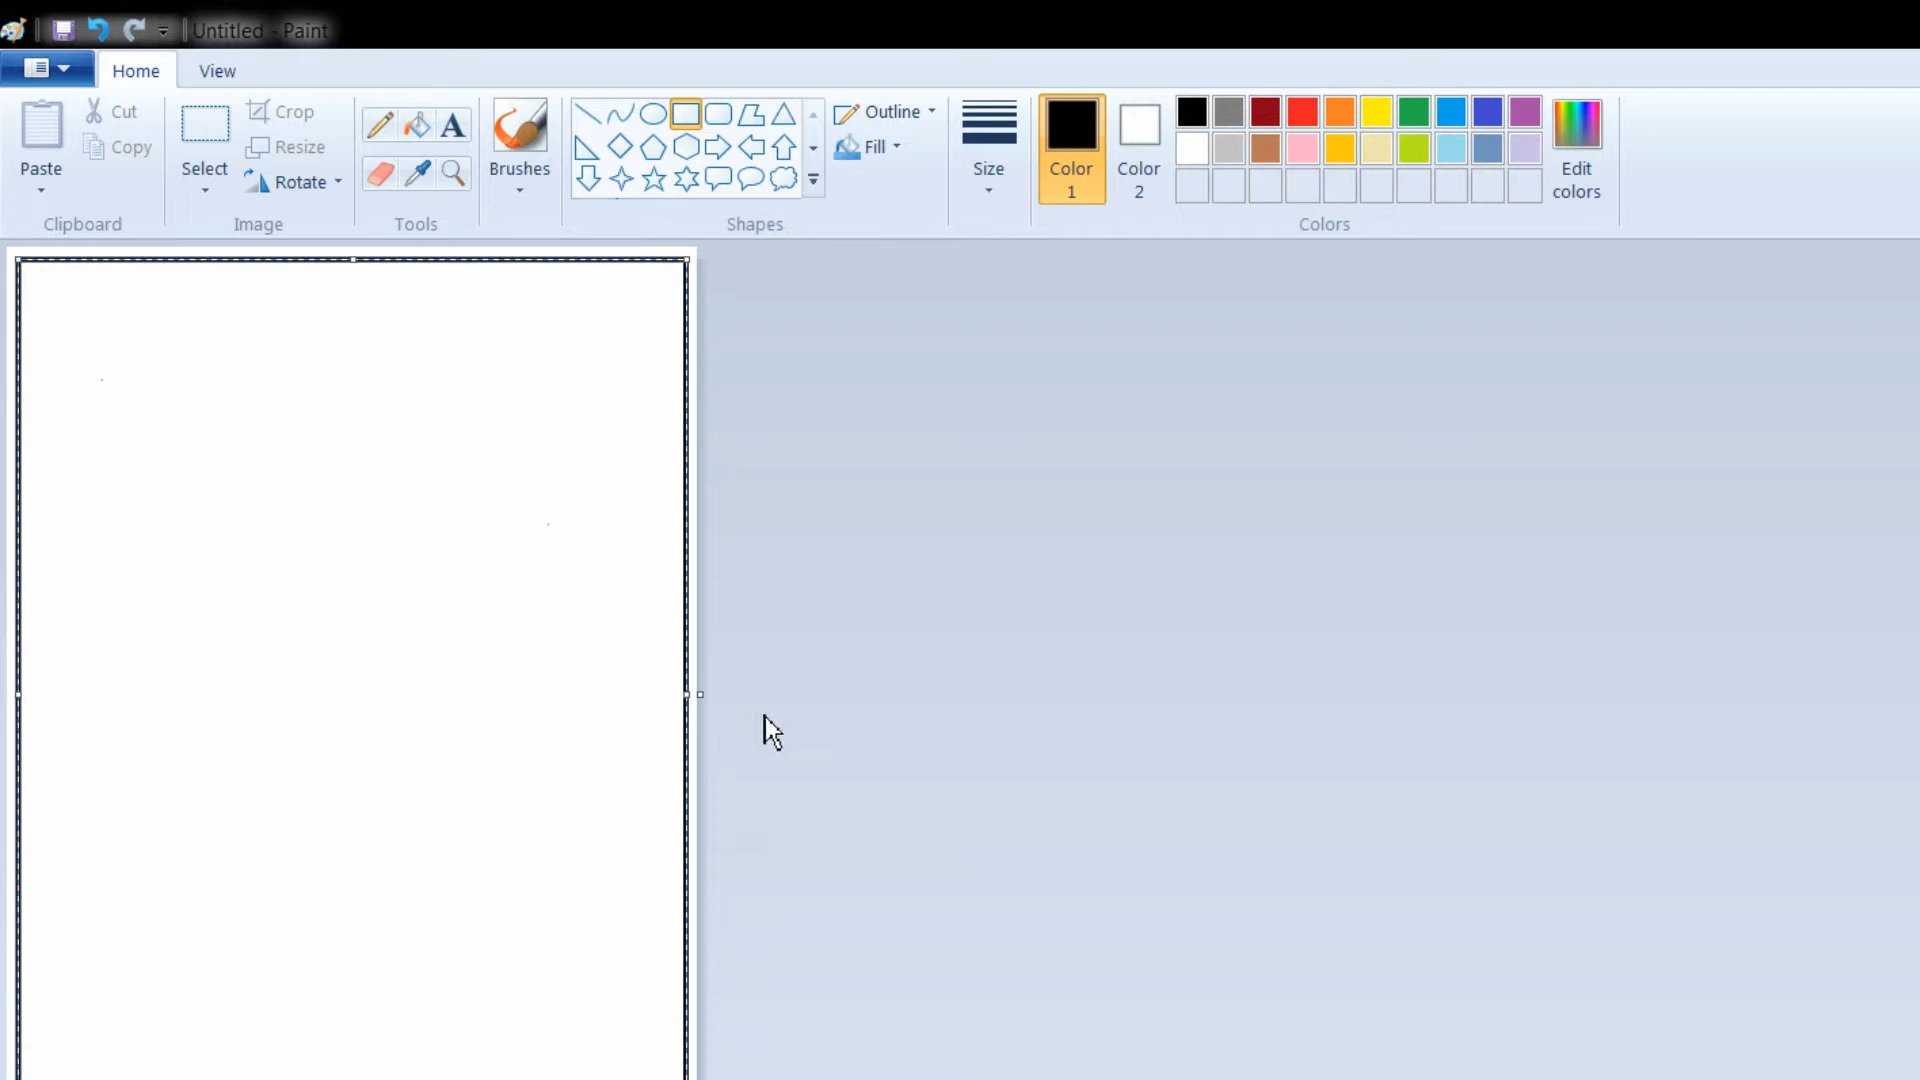 Untitled - Paint
Home View
Paste
Cut
Copy
Clipboard
Select
Crop
Resize
Rotate
Image
A
Tools
Brushes
Shapes
Outline
Fill
Size
Color 1
Color 2
Colors
Edit colors